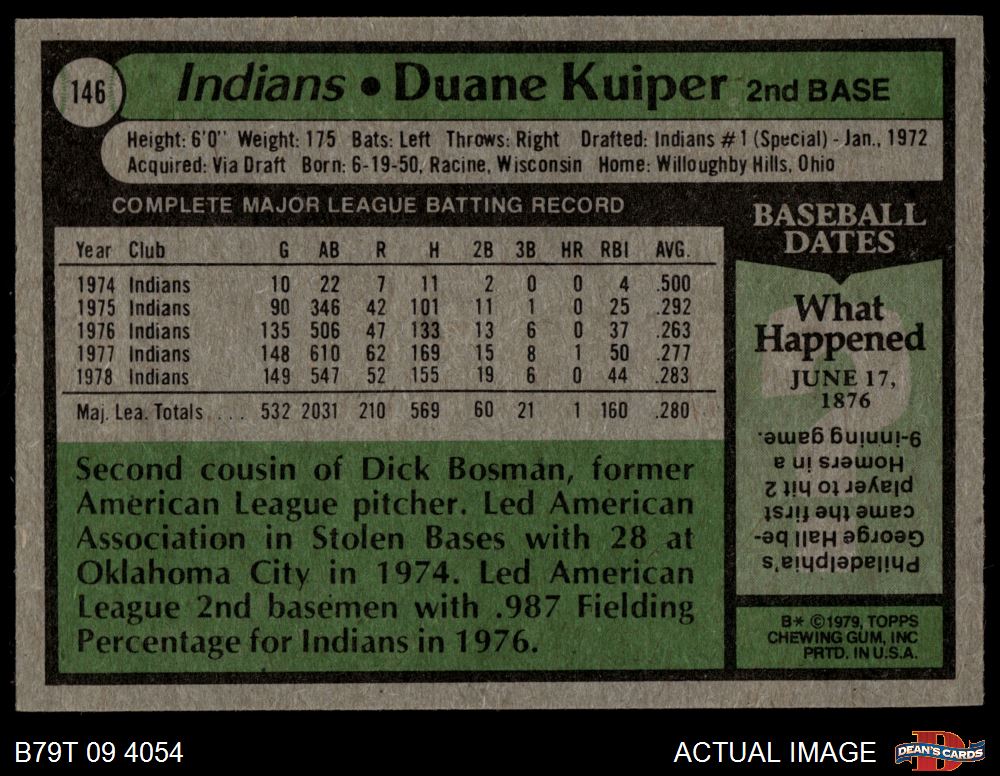 146
Indians • Duane Kuiper 2nd BASE
Height: 6'0" Weight: 175 Bats: Left Throws: Right Drafted: Indians #1 (Special) - Jan., 1972
Acquired: Via Draft Born: 6-19-50, Racine, Wisconsin Home: Willoughby Hills, Ohio
COMPLETE MAJOR LEAGUE BATTING RECORD
Year Club G AB R H 2B 3B HR RBI AVG.
1974 Indians 10 22 7 11 2 0 0 4 .500
1975 Indians 90 346 42 101 11 1 0 25 .292
1976 Indians 135 506 47 133 13 6 0 37 .263
1977 Indians 148 610 62 169 15 8 1 50 .277
1978 Indians 149 547 52 155 19 6 0 44 .283
Maj. Lea. Totals . . . 532 2031 210 569 60 21 1 160 .280
Second cousin of Dick Bosman, former
American League pitcher. Led American
Association in Stolen Bases with 28 at
Oklahoma City in 1974. Led American
League 2nd basemen with .987 Fielding
Percentage for Indians in 1976.
BASEBALL
DATES
What
Happened
JUNE 17,
1876
Philadelphia's
George Hall be-
came the first
player to hit 2
Homers in a
9-inning game.
B* ©1979, TOPPS
CHEWING GUM, INC
PRTD. IN U.S.A.
B79T 09 4054
ACTUAL IMAGE
DEAN'S CARDS